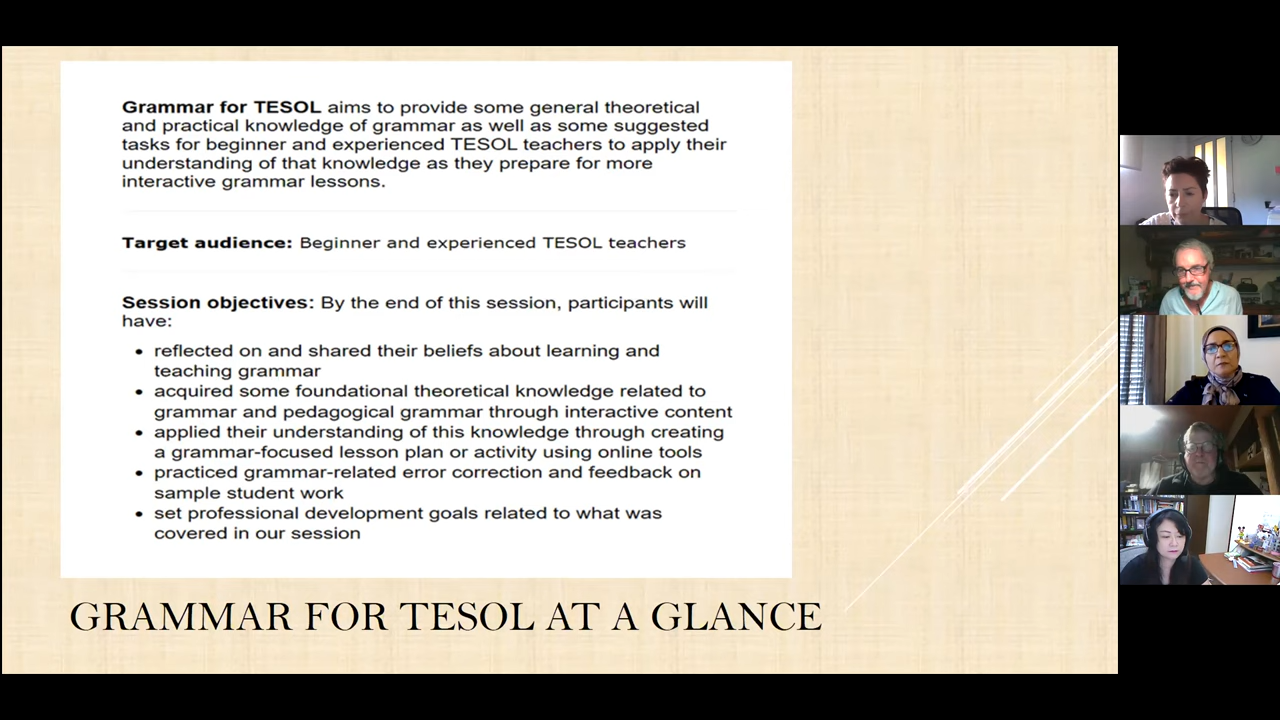 Grammar for TESOL aims to provide some general theoretical
and practical knowledge of grammar as well as some suggested
tasks for beginner and experienced TESOL teachers to apply their
understanding of that knowledge as they prepare for more
interactive grammar lessons.
Target audience: Beginner and experienced TESOL teachers
Session objectives: By the end of this session, participants will
have:
• reflected on and shared their beliefs about learning and
teaching grammar
• acquired some foundational theoretical knowledge related to
grammar and pedagogical grammar through interactive content
• applied their understanding of this knowledge through creating
a grammar-focused lesson plan or activity using online tools
• practiced grammar-related error correction and feedback on
sample student work
• set professional development goals related to what was
covered in our session
GRAMMAR FOR TESOL AT A GLANCE